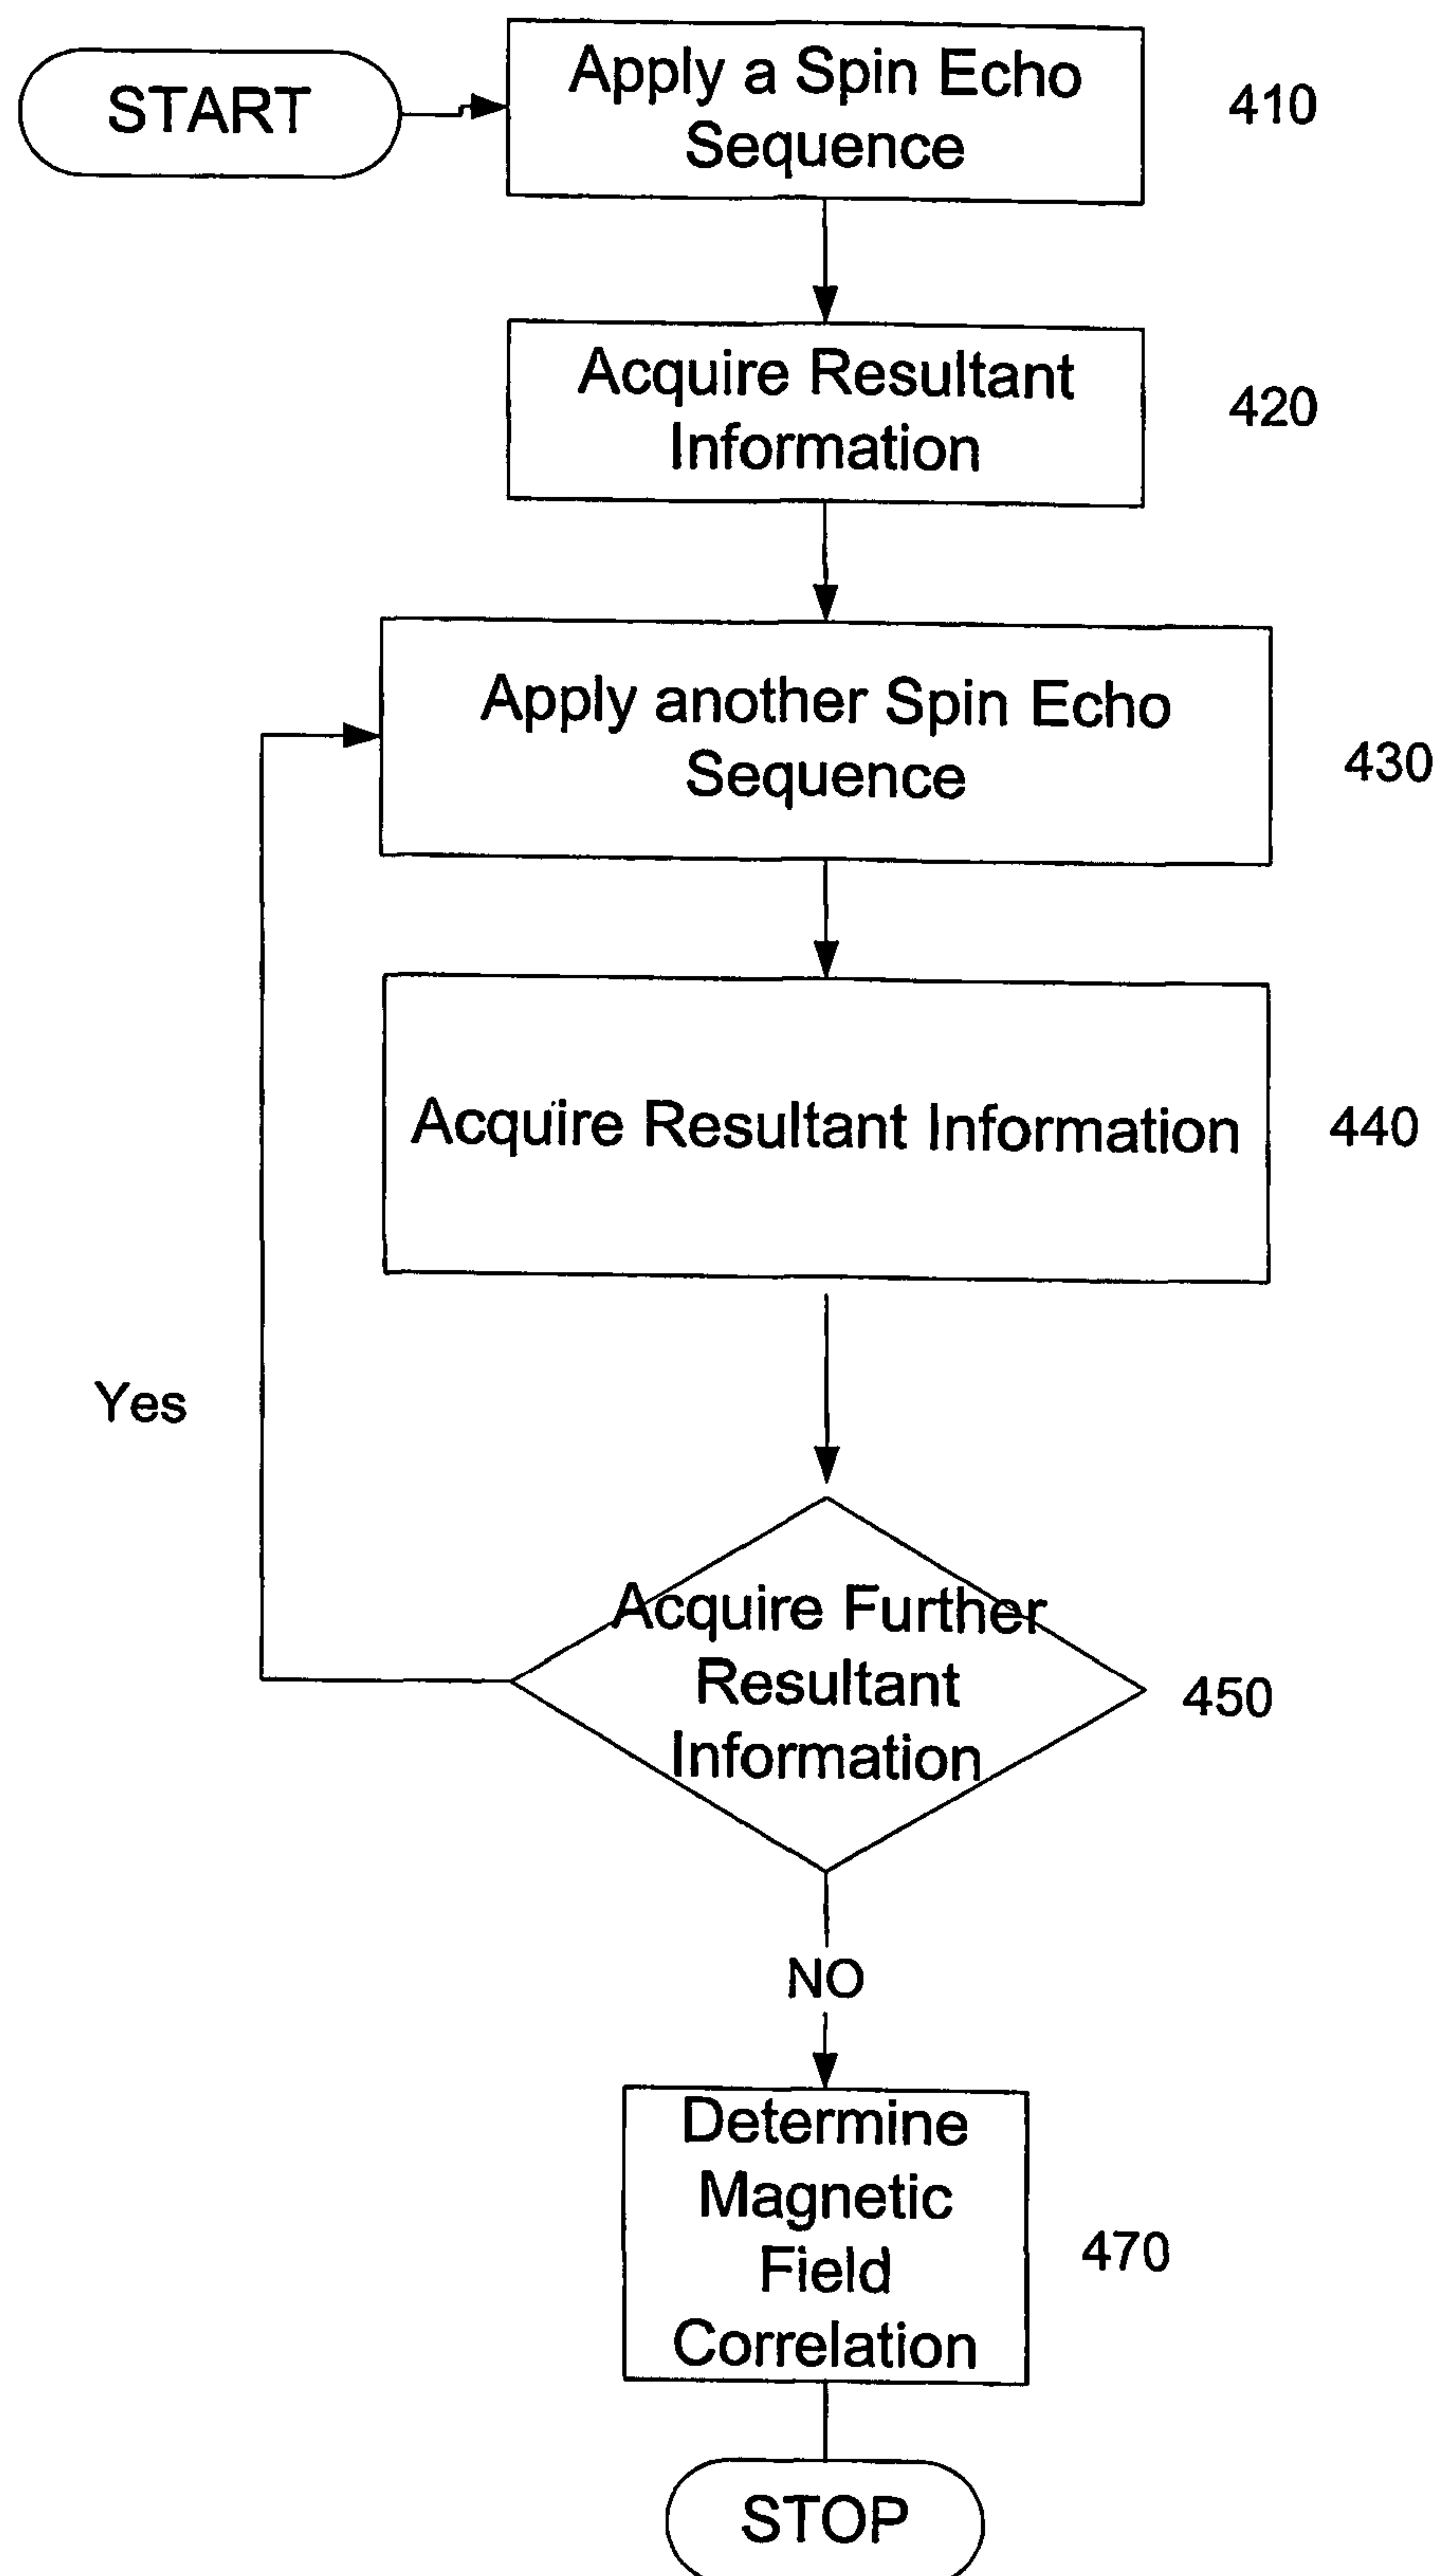 START
Apply a Spin Echo
Sequence
410
Acquire Resultant
Information
420
Apply another Spin Echo
Sequence
430
Acquire Resultant Information
440
Yes
Acquire Further
Resultant
Information
450
NO
Determine
Magnetic
Field
Correlation
470
STOP